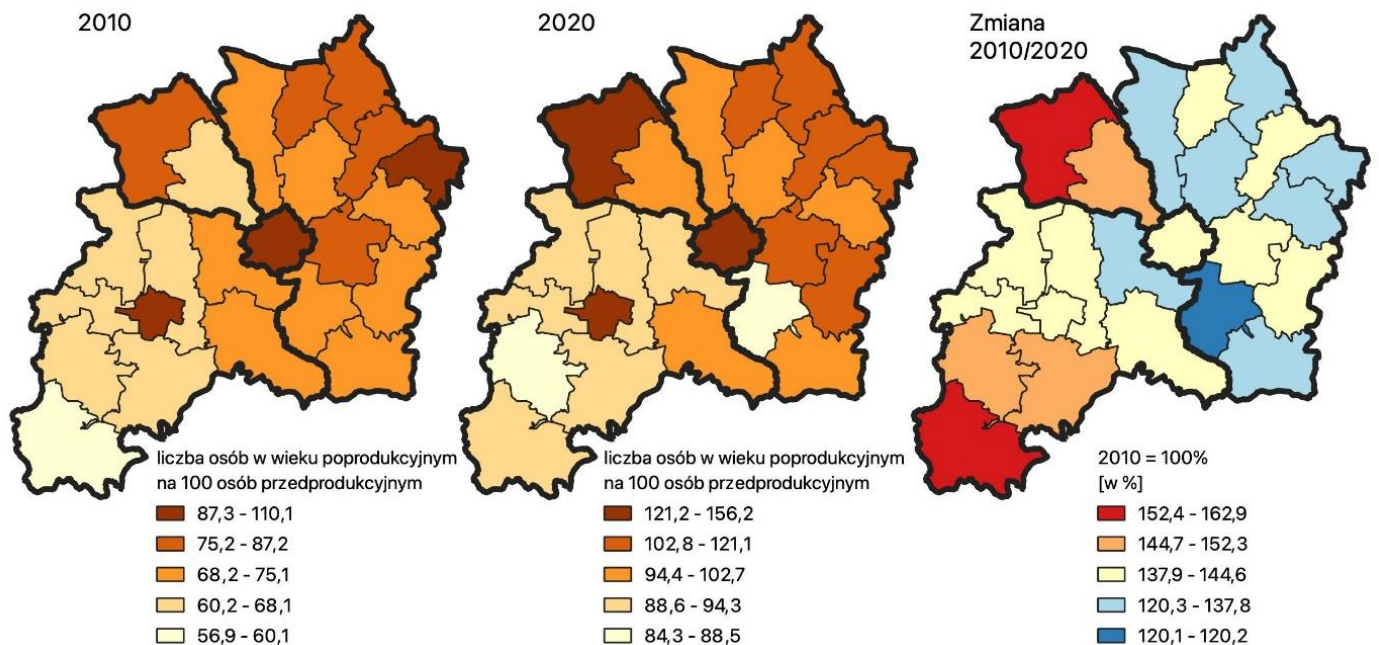 2010
2020
Zmiana
2010/2020
liczba osób w wieku poprodukcyjnym
na 100 osób przedprodukcyjnym
87,3 - 110,1
75,2 - 87,2
68,2 - 75,1
60,2 - 68,1
56,9 - 60,1
liczba osób w wieku poprodukcyjnym
na 100 osób przedprodukcyjnym
121,2 - 156,2
102,8 - 121,1
94,4 - 102,7
88,6 - 94,3
84,3 - 88,5
2010 = 100%
[w %]
152,4 - 162,9
144,7 - 152,3
137,9 - 144,6
120,3 - 137,8
120,1 - 120,2